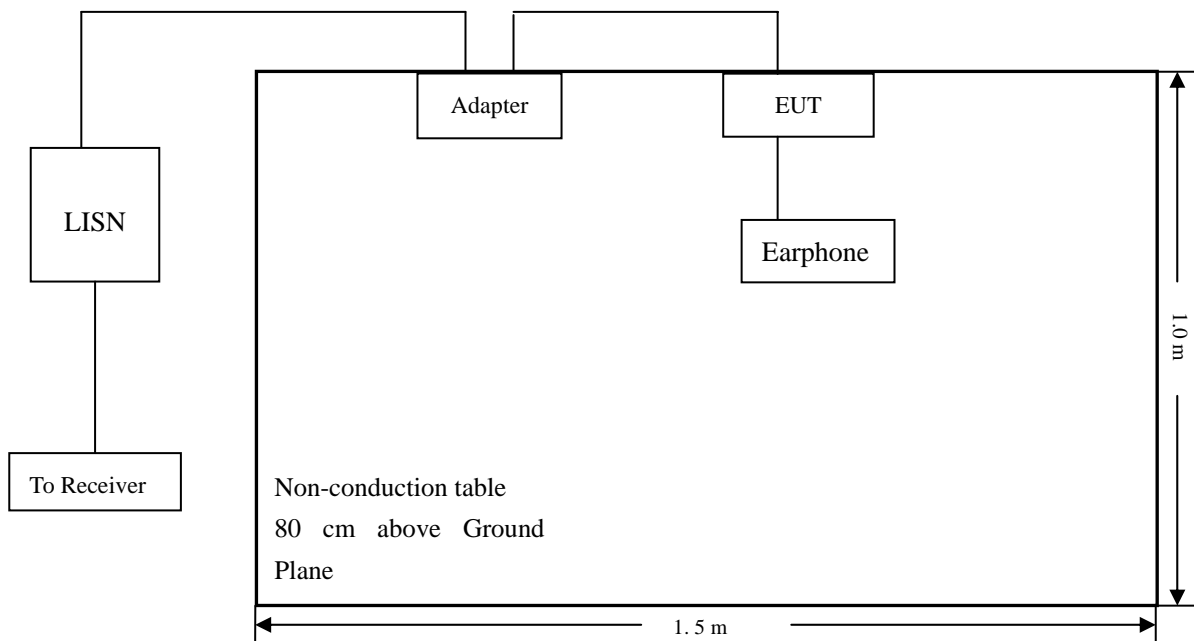 Adapter
EUT
LISN
Earphone
1.0 m
To Receiver
Non-conduction table
80 cm above Ground
Plane
1. 5 m